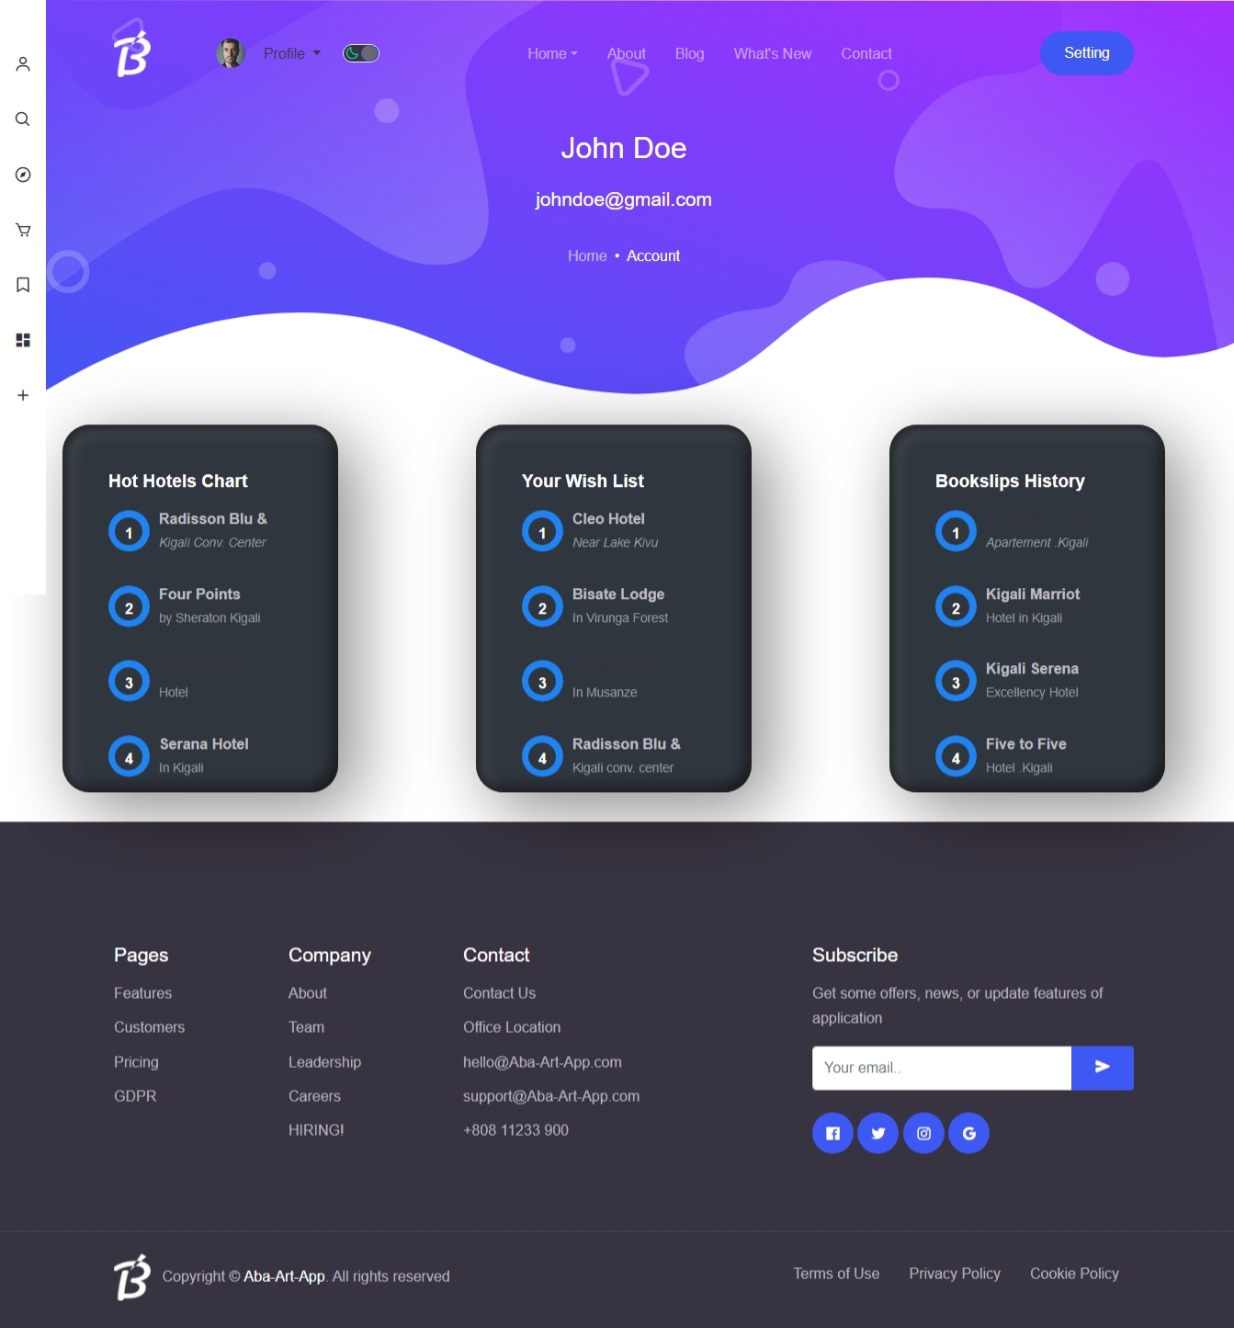 Profile
Home
About
Blog
What's New
Contact
Setting
John Doe
johndoe@gmail.com
Home • Account
Hot Hotels Chart
1
Radisson Blu &
Kigali Conv. Center
2
Four Points
by Sheraton Kigali
3
Hotel
4
Serana Hotel
In Kigali
Your Wish List
1
Cleo Hotel
Near Lake Kivu
2
Bisate Lodge
In Virunga Forest
3
In Musanze
4
Radisson Blu &
Kigali conv. center
Bookslips History
1
Apartement .Kigali
2
Kigali Marriot
Hotel in Kigali
3
Kigali Serena
Excellency Hotel
4
Five to Five
Hotel .Kigali
Pages
Features
Customers
Pricing
GDPR
Company
About
Team
Leadership
Careers
HIRING!
Contact
Contact Us
Office Location
hello@Aba-Art-App.com
support@Aba-Art-App.com
+808 11233 900
Subscribe
Get some offers, news, or update features of
application
Your email..
Copyright © Aba-Art-App. All rights reserved
Terms of Use
Privacy Policy
Cookie Policy